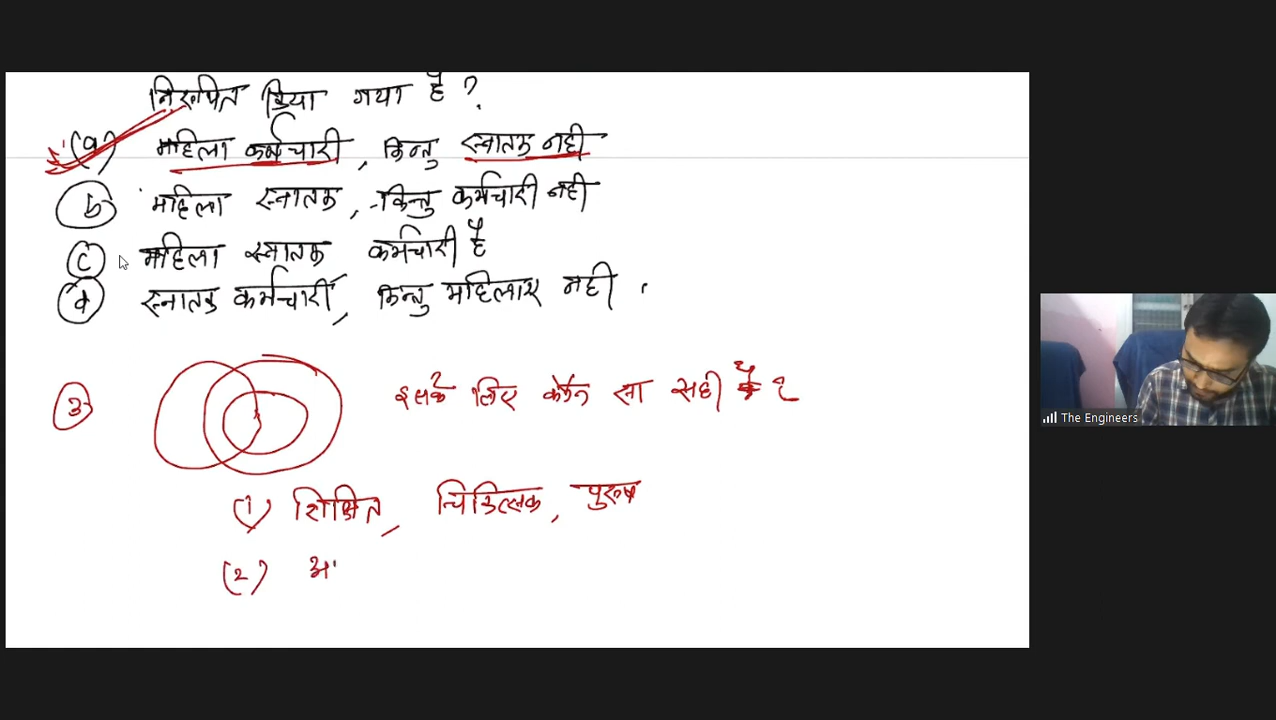 निरूपित किया गया है ?
(a) महिला कर्मचारी, किन्तु स्नातक नही
(b) महिला स्नातक, किन्तु कर्मचारी नही
(c) महिला स्नातक कर्मचारी है
(d) स्नातक कर्मचारी, किन्तु महिलाए नही .
(3) इसके लिए कौन सा सही है ?
(1) शिक्षित, चिकित्सक, पुरुष
(2) अ
The Engineers